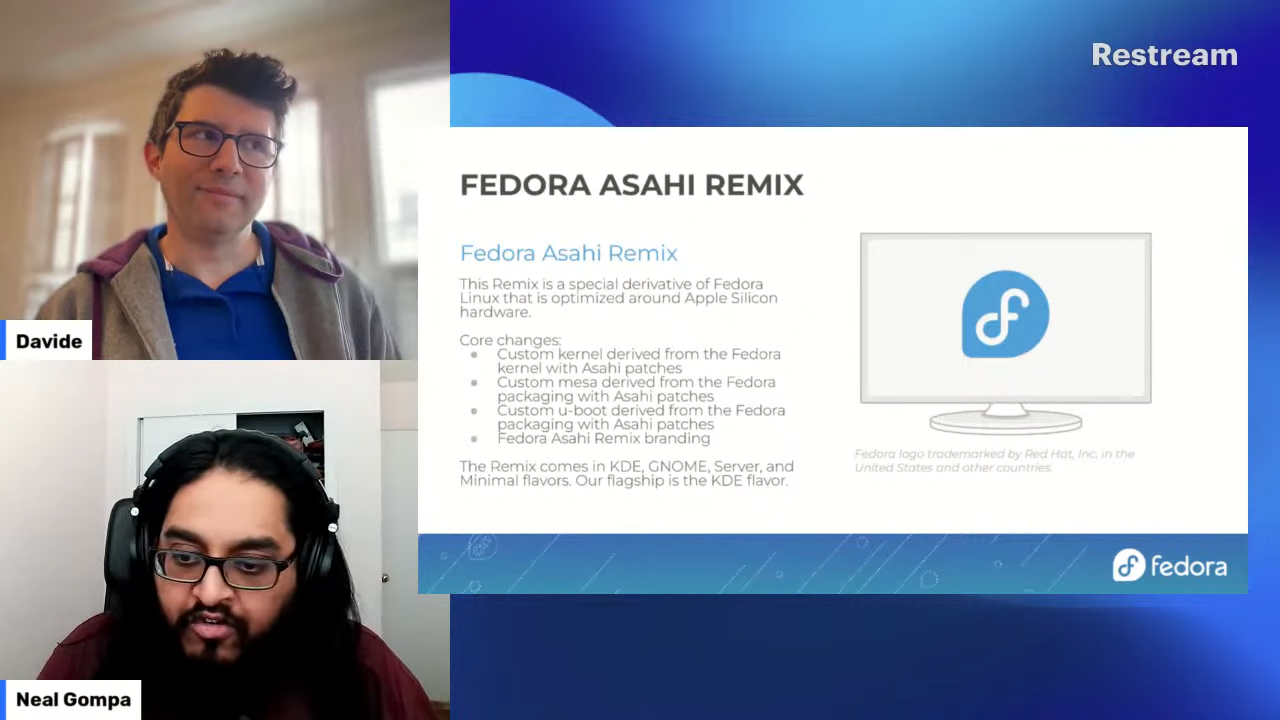 Restream
FEDORA ASAHI REMIX
Fedora Asahi Remix
This Remix is a special derivative of Fedora
Linux that is optimized around Apple Silicon
hardware.
Core changes:
● Custom kernel derived from the Fedora
kernel with Asahi patches
● Custom mesa derived from the Fedora
packaging with Asahi patches
● Custom u-boot derived from the Fedora
packaging with Asahi patches
● Fedora Asahi Remix branding
The Remix comes in KDE, GNOME, Server, and
Minimal flavors. Our flagship is the KDE flavor.
Fedora logo trademarked by Red Hat, Inc, in the
United States and other countries.
fedora
Davide
Neal Gompa